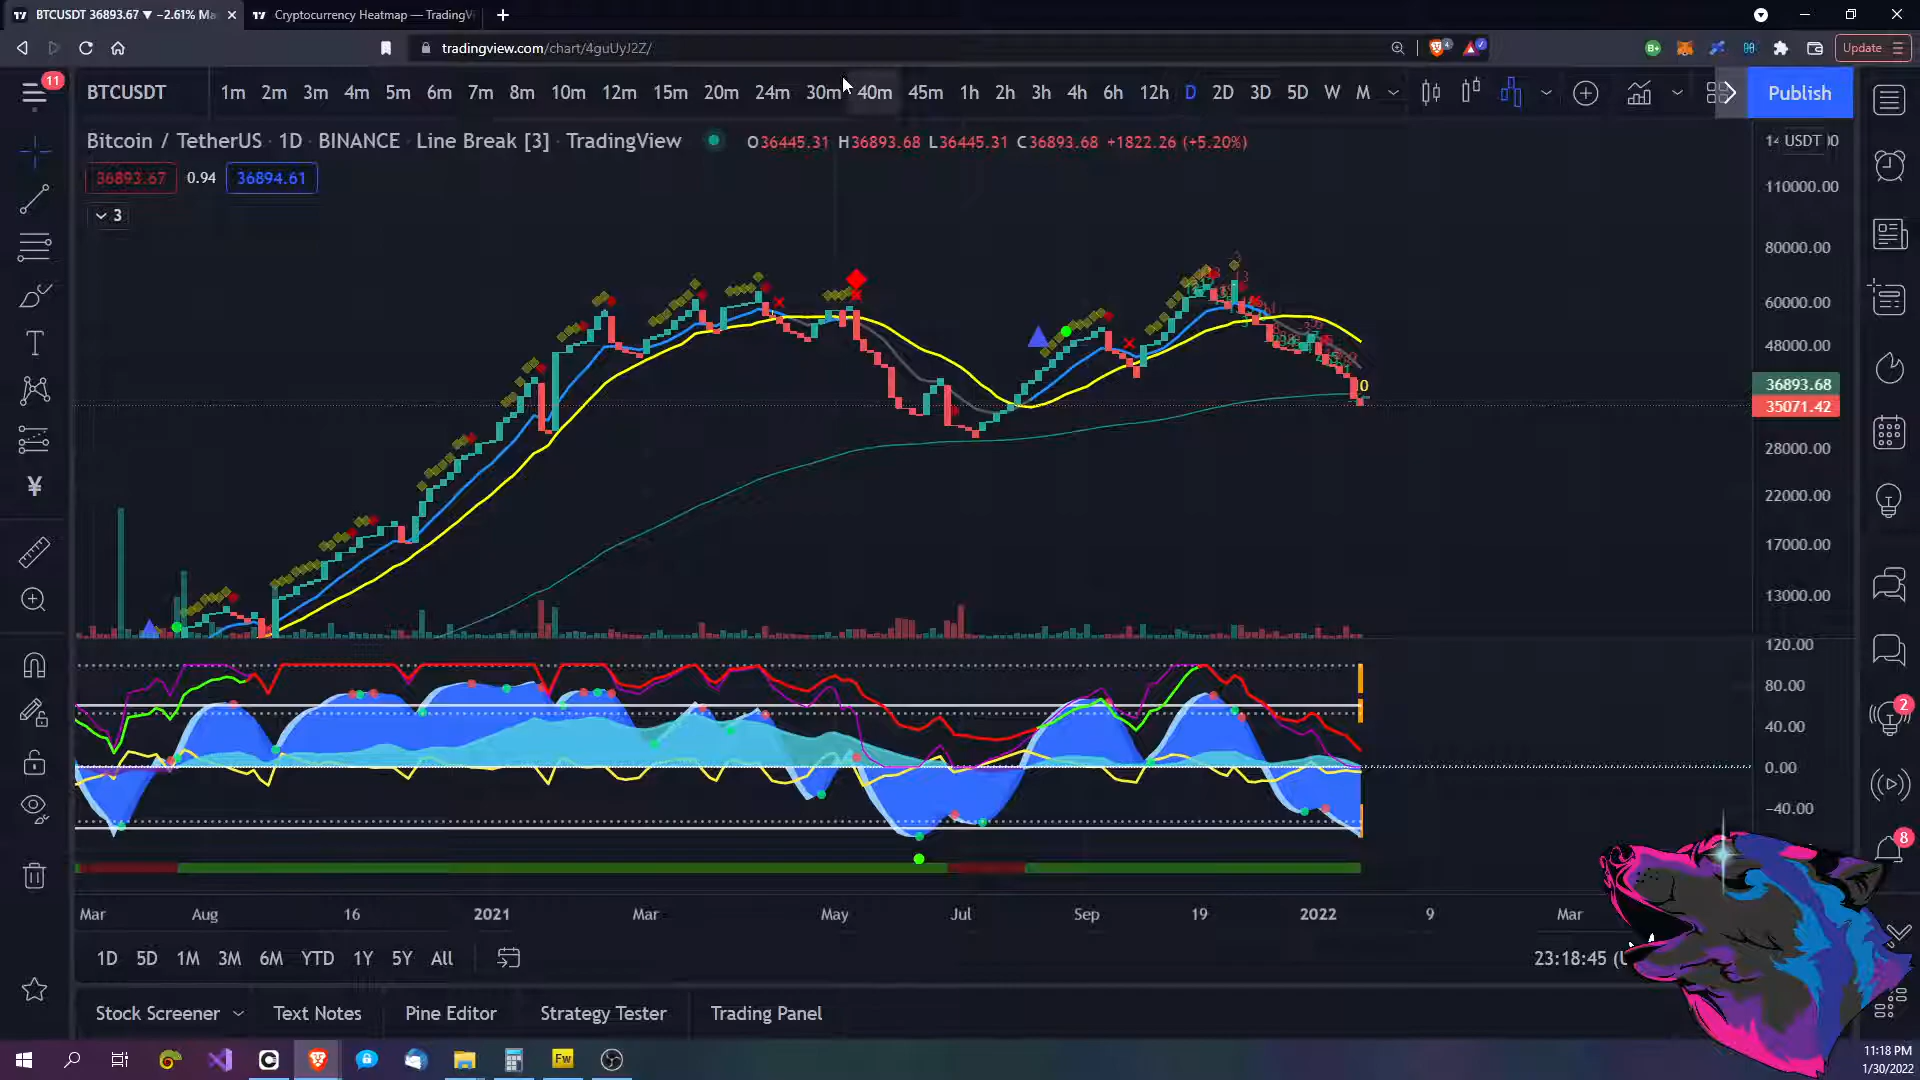 BTCUSDT 36893.67 ▼ −2.61% Ma
Cryptocurrency Heatmap — TradingVi
tradingview.com/chart/4guUyJ2Z/
Update
11
BTCUSDT 1m 2m 3m 4m 5m 6m 7m 8m 10m 12m 15m 20m 24m 30m 40m 45m 1h 2h 3h 4h 6h 12h D 2D 3D 5D W M
Publish
Bitcoin / TetherUS · 1D · BINANCE · Line Break [3] · TradingView
O36445.31 H36893.68 L36445.31 C36893.68 +1822.26 (+5.20%)
36893.67 0.94 36894.61
3
USDT
110000.00
80000.00
60000.00
48000.00
36893.68
35071.42
28000.00
22000.00
17000.00
13000.00
120.00
80.00
40.00
0.00
−40.00
2
8
Mar Aug 16 2021 Mar May Jul Sep 19 2022 9 Mar
1D 5D 1M 3M 6M YTD 1Y 5Y All
23:18:45 (U
Stock Screener Text Notes Pine Editor Strategy Tester Trading Panel
Fw
11:18 PM
1/30/2022